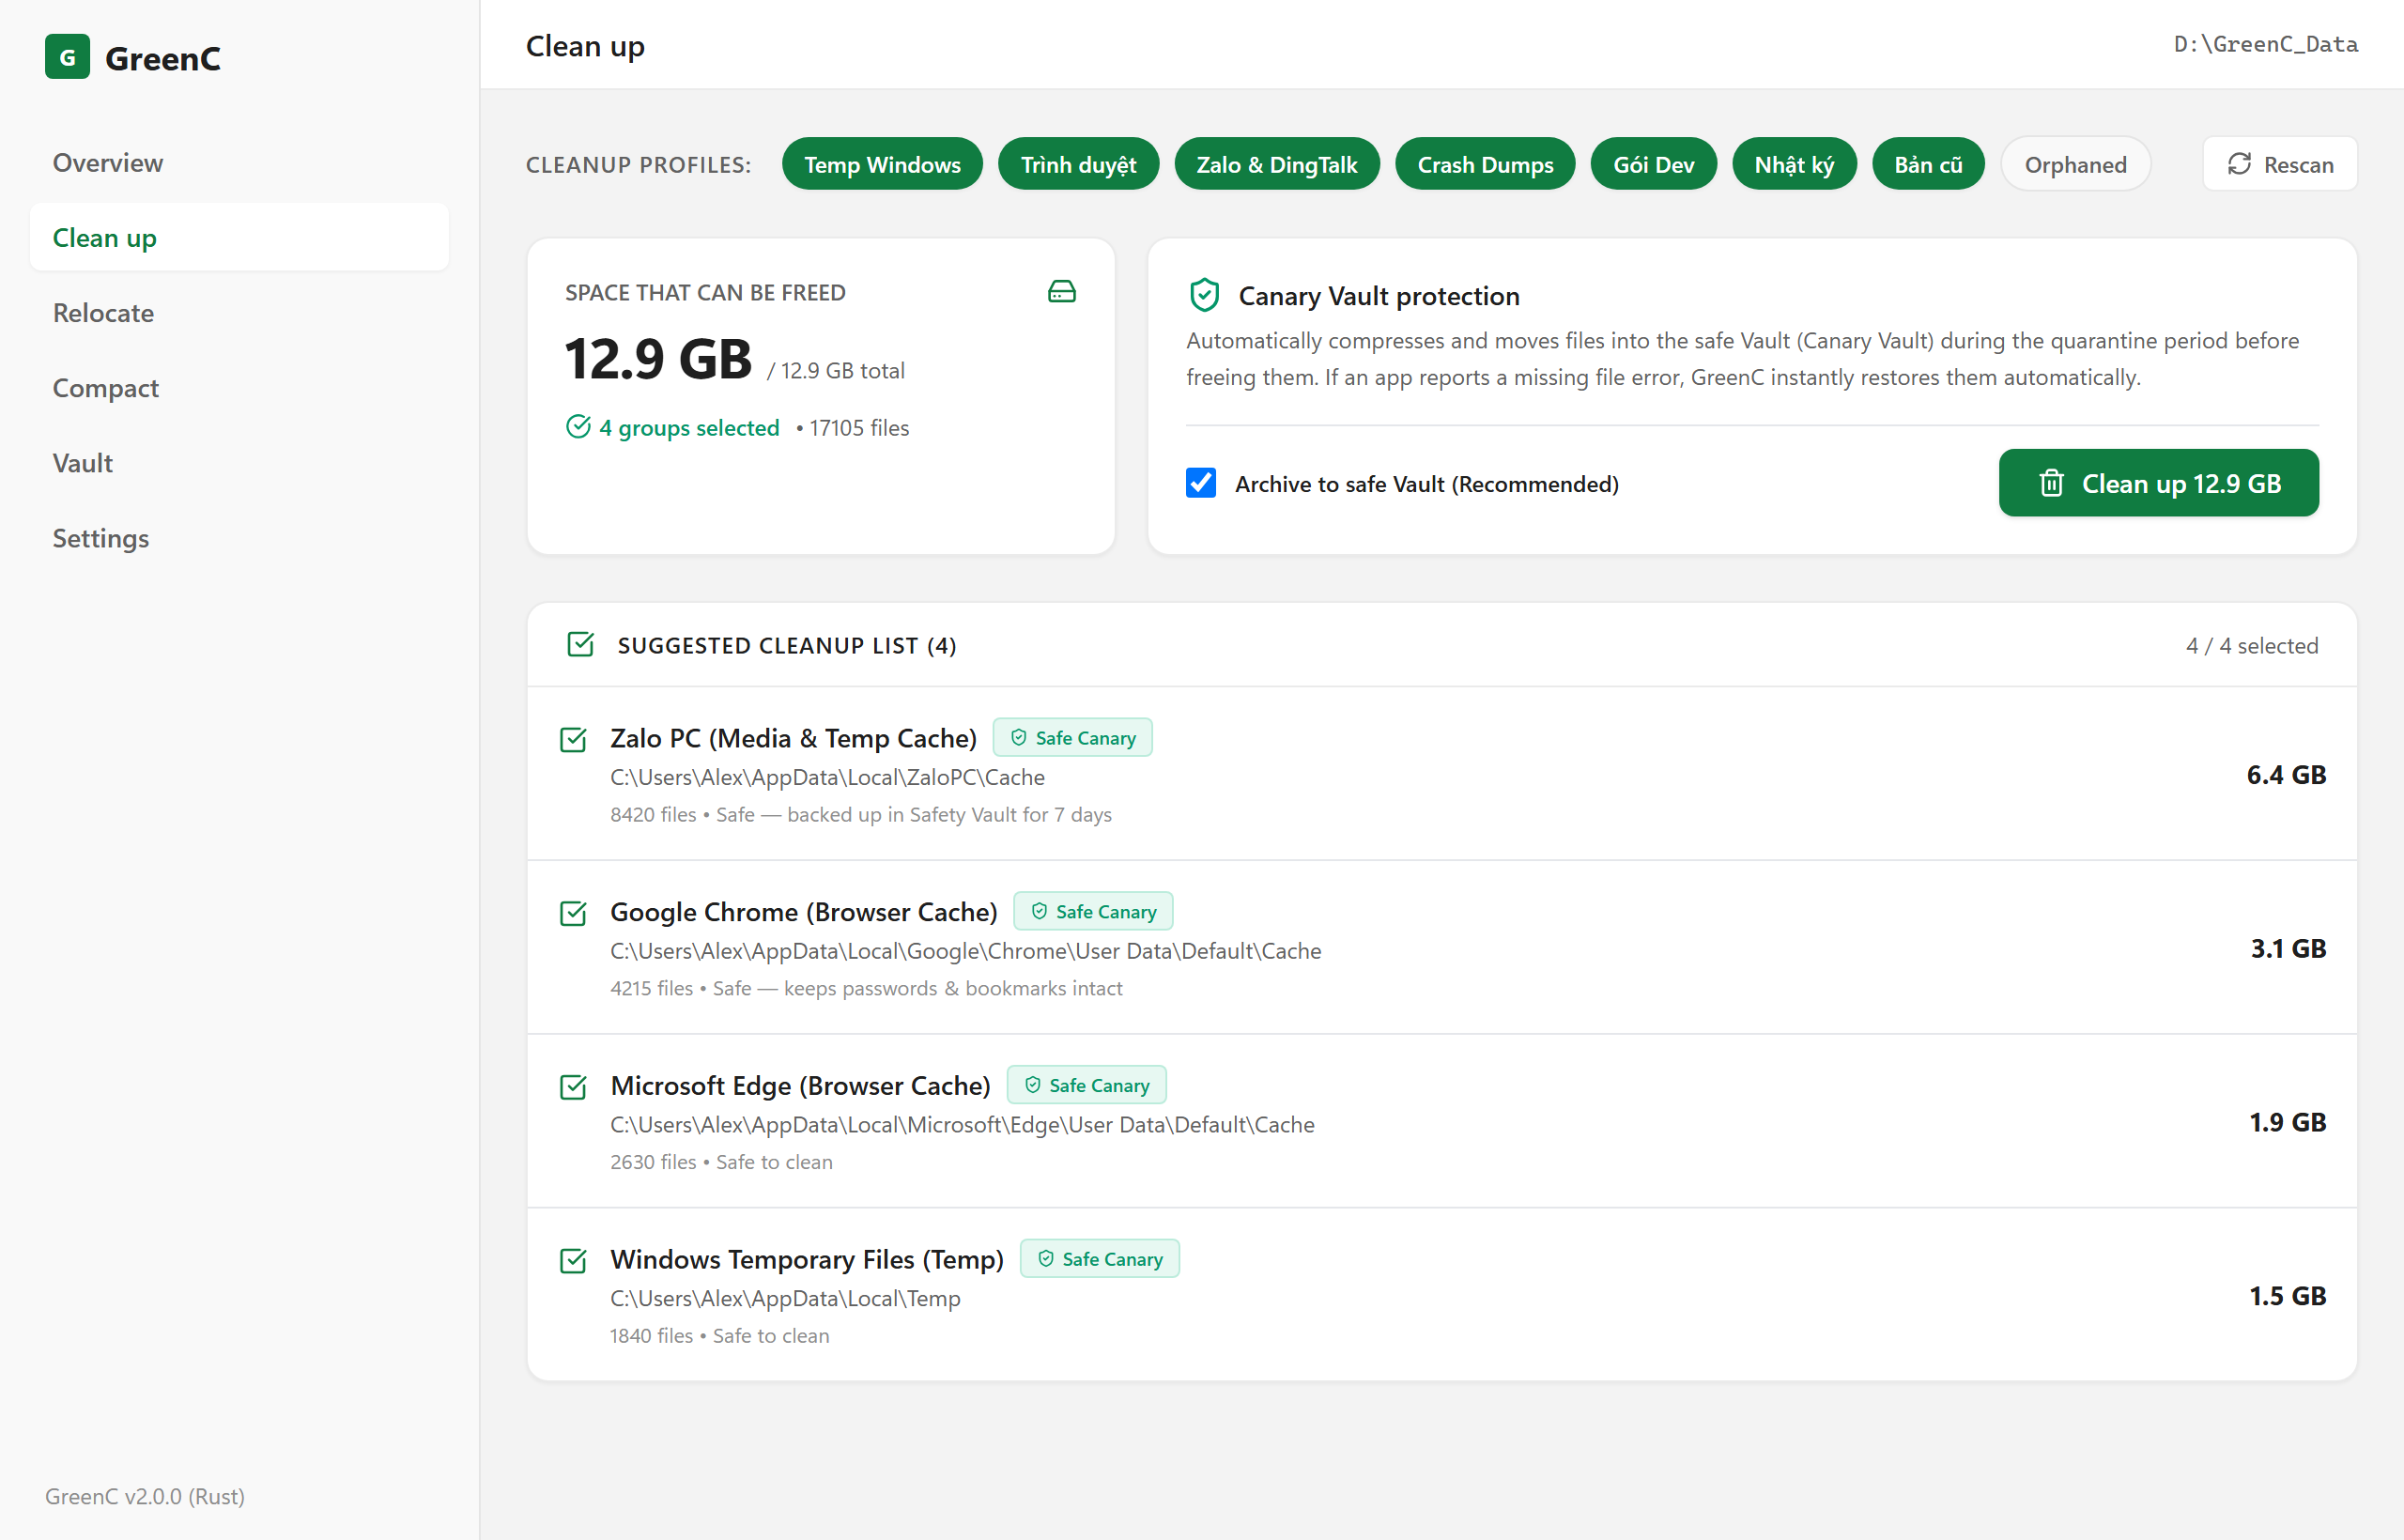 G GreenC
Overview
Clean up
Relocate
Compact
Vault
Settings
GreenC v2.0.0 (Rust)
Clean up
D:\GreenC_Data
CLEANUP PROFILES: Temp Windows Trình duyệt Zalo & DingTalk Crash Dumps Gói Dev Nhật ký Bản cũ Orphaned Rescan
SPACE THAT CAN BE FREED
12.9 GB / 12.9 GB total
4 groups selected • 17105 files
Canary Vault protection
Automatically compresses and moves files into the safe Vault (Canary Vault) during the quarantine period before
freeing them. If an app reports a missing file error, GreenC instantly restores them automatically.
Archive to safe Vault (Recommended)
Clean up 12.9 GB
SUGGESTED CLEANUP LIST (4)
4 / 4 selected
Zalo PC (Media & Temp Cache) Safe Canary
C:\Users\Alex\AppData\Local\ZaloPC\Cache
8420 files • Safe — backed up in Safety Vault for 7 days
6.4 GB
Google Chrome (Browser Cache) Safe Canary
C:\Users\Alex\AppData\Local\Google\Chrome\User Data\Default\Cache
4215 files • Safe — keeps passwords & bookmarks intact
3.1 GB
Microsoft Edge (Browser Cache) Safe Canary
C:\Users\Alex\AppData\Local\Microsoft\Edge\User Data\Default\Cache
2630 files • Safe to clean
1.9 GB
Windows Temporary Files (Temp) Safe Canary
C:\Users\Alex\AppData\Local\Temp
1840 files • Safe to clean
1.5 GB